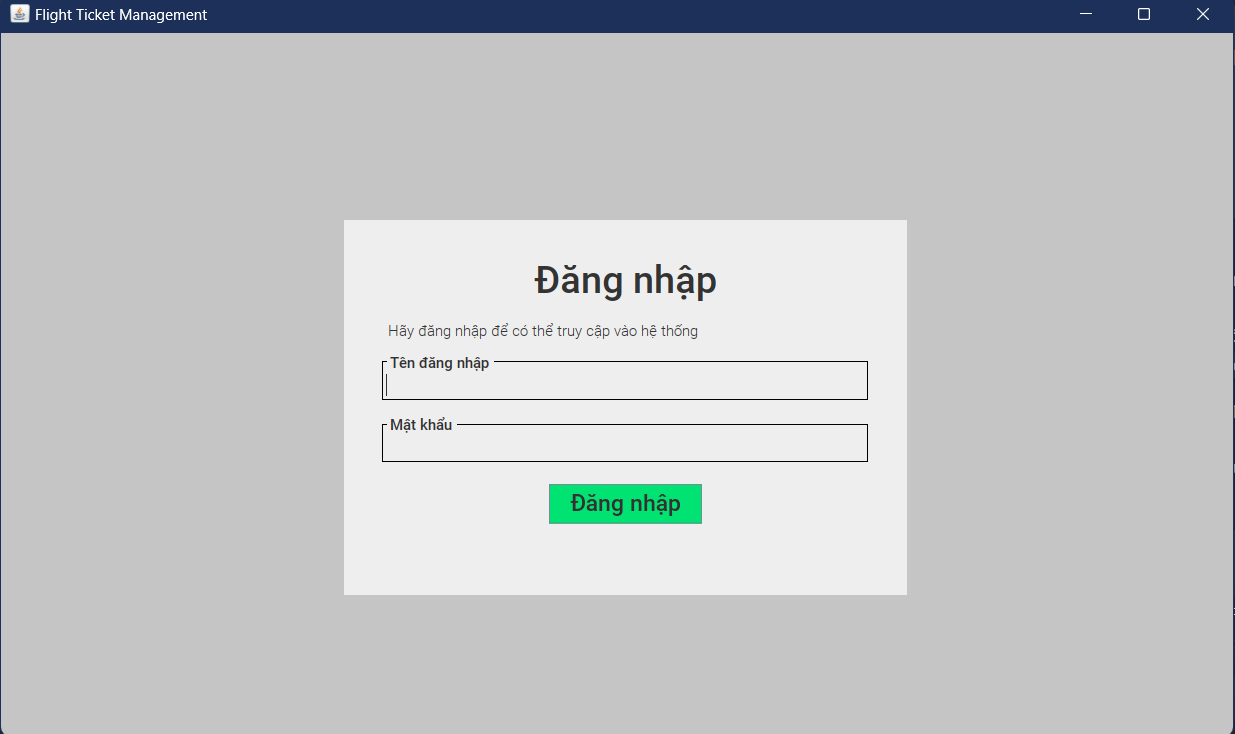 Flight Ticket Management
Đăng nhập
Hãy đăng nhập để có thể truy cập vào hệ thống
Tên đăng nhập
Mật khẩu
Đăng nhập